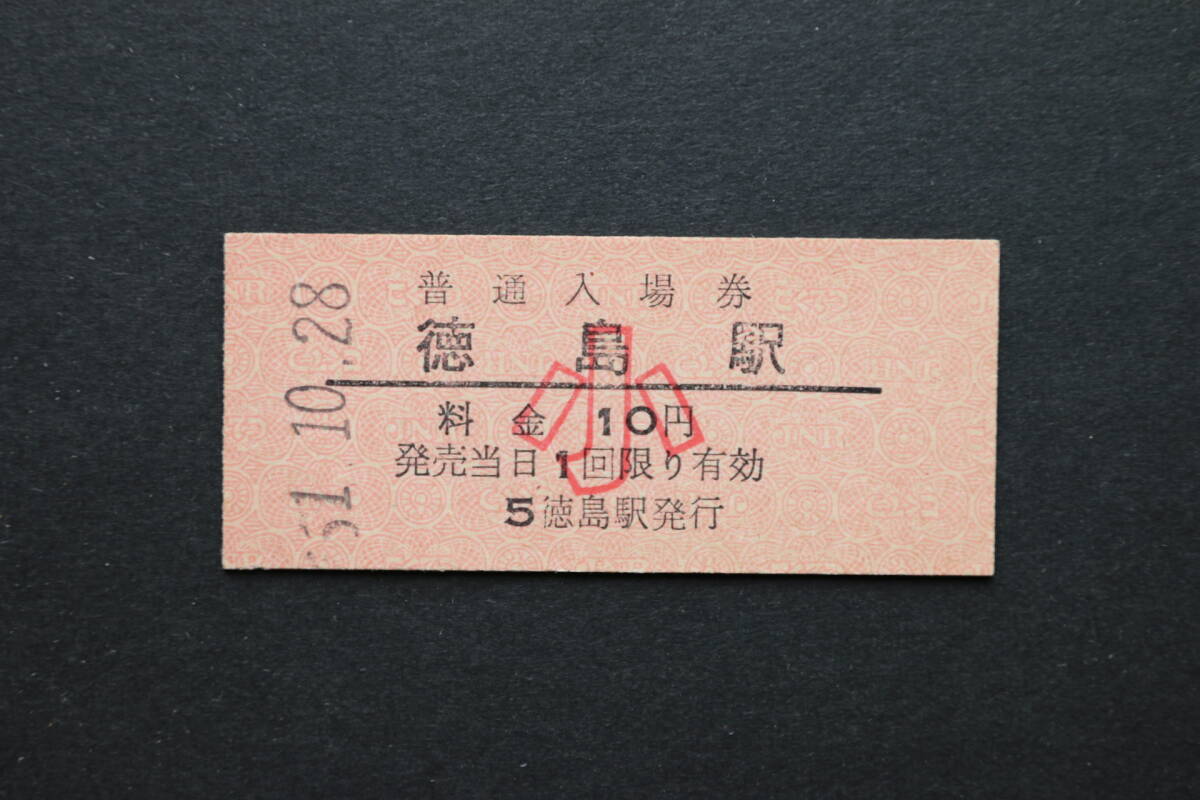 普通入場券
徳島駅
小
料金 10円
発売当日1回限り有効
5徳島駅発行
51.10.28